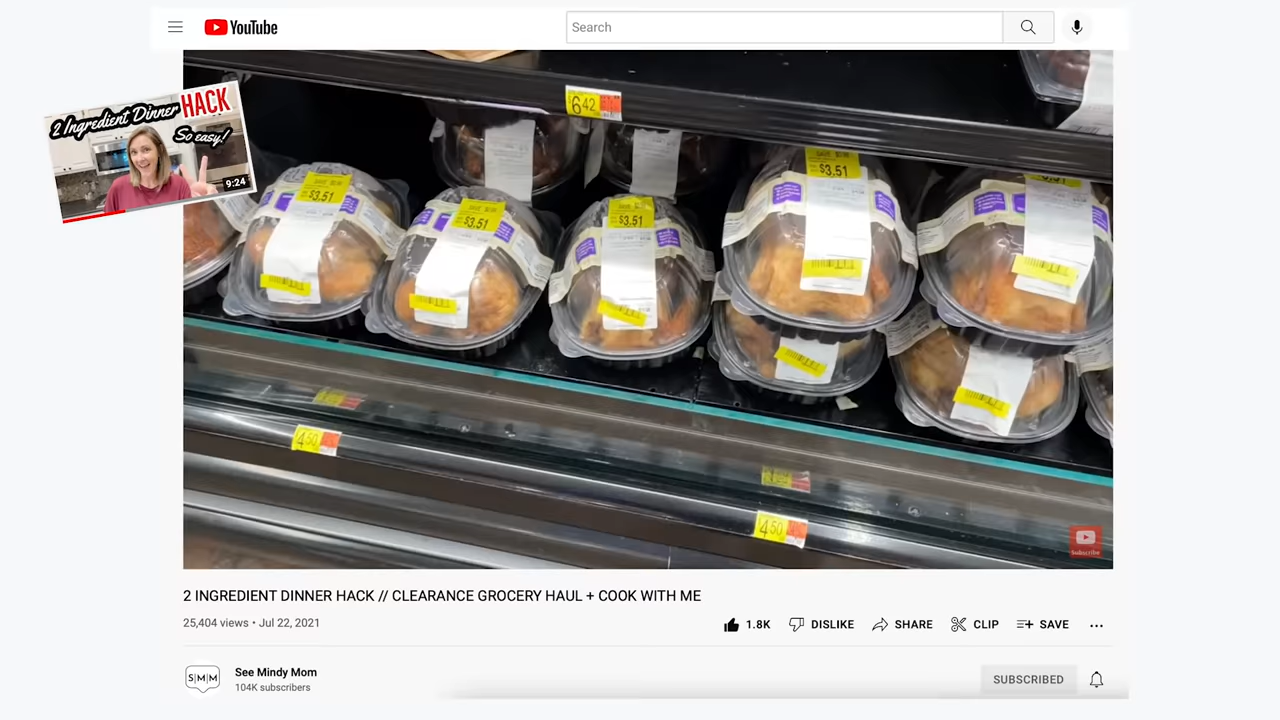 YouTube
Search
6.42
2 Ingredient Dinner HACK
So easy!
9:24
$3.51
$3.51
$3.51
$3.51
4.50
4.50
Subscribe
2 INGREDIENT DINNER HACK // CLEARANCE GROCERY HAUL + COOK WITH ME
25,404 views • Jul 22, 2021
1.8K DISLIKE SHARE CLIP SAVE
S|M|M
See Mindy Mom
104K subscribers
SUBSCRIBED